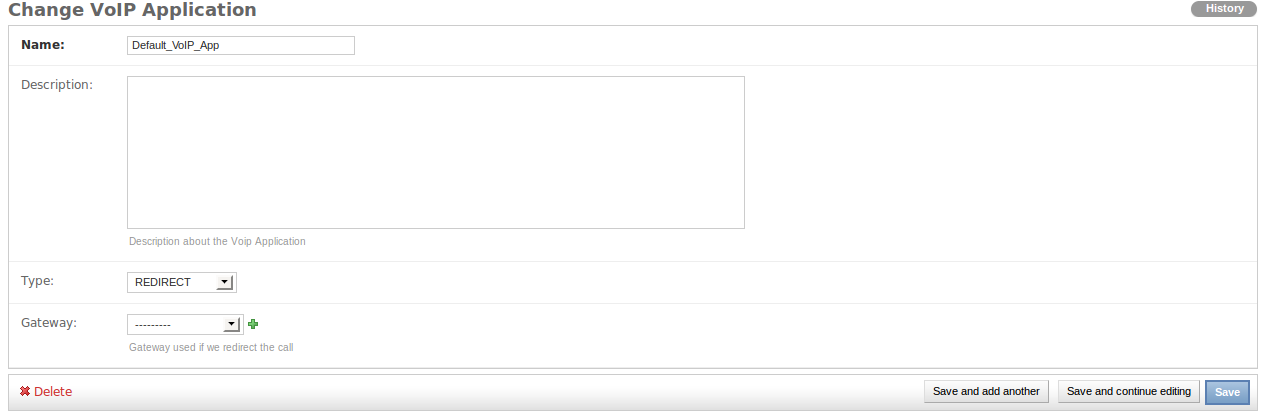 Change VoIP Application
History
Name: Default_VoIP_App
Description:
Description about the Voip Application
Type: REDIRECT
Gateway: ---------
Gateway used if we redirect the call
Delete Save and add another Save and continue editing Save